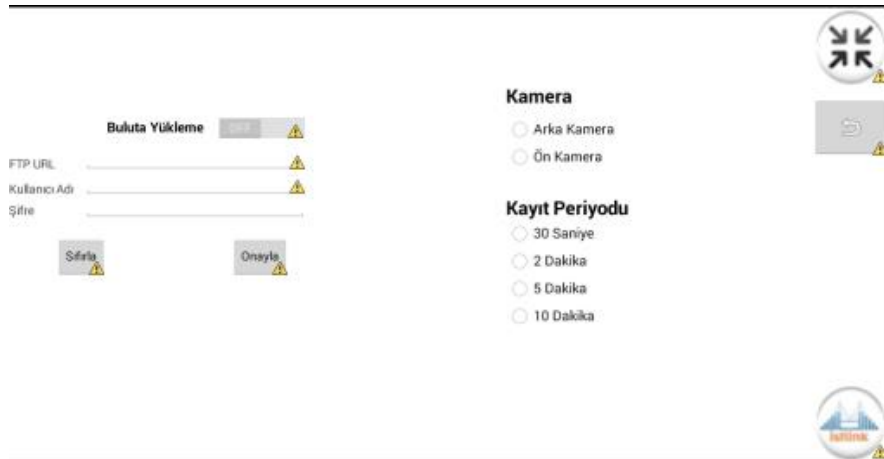 Buluta Yükleme OFF
FTP URL
Kullanıcı Adı
Şifre
Sıfırla
Onayla
Kamera
Arka Kamera
Ön Kamera
Kayıt Periyodu
30 Saniye
2 Dakika
5 Dakika
10 Dakika